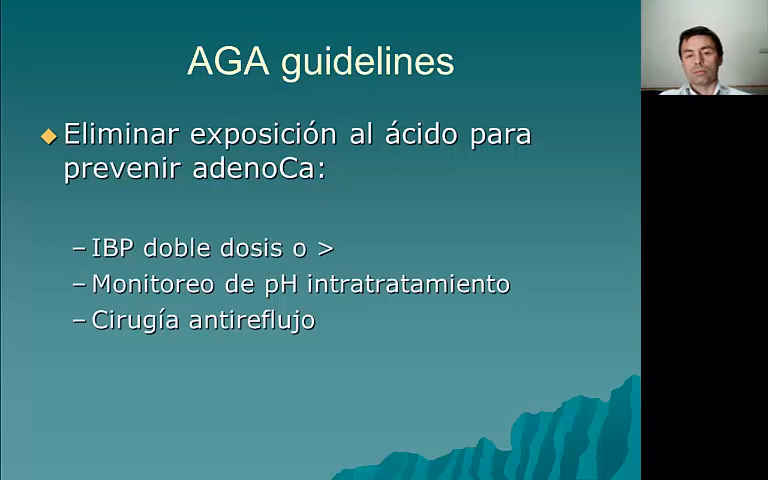 AGA guidelines
Eliminar exposición al ácido para
prevenir adenoCa:
– IBP doble dosis o >
– Monitoreo de pH intratratamiento
– Cirugía antireflujo